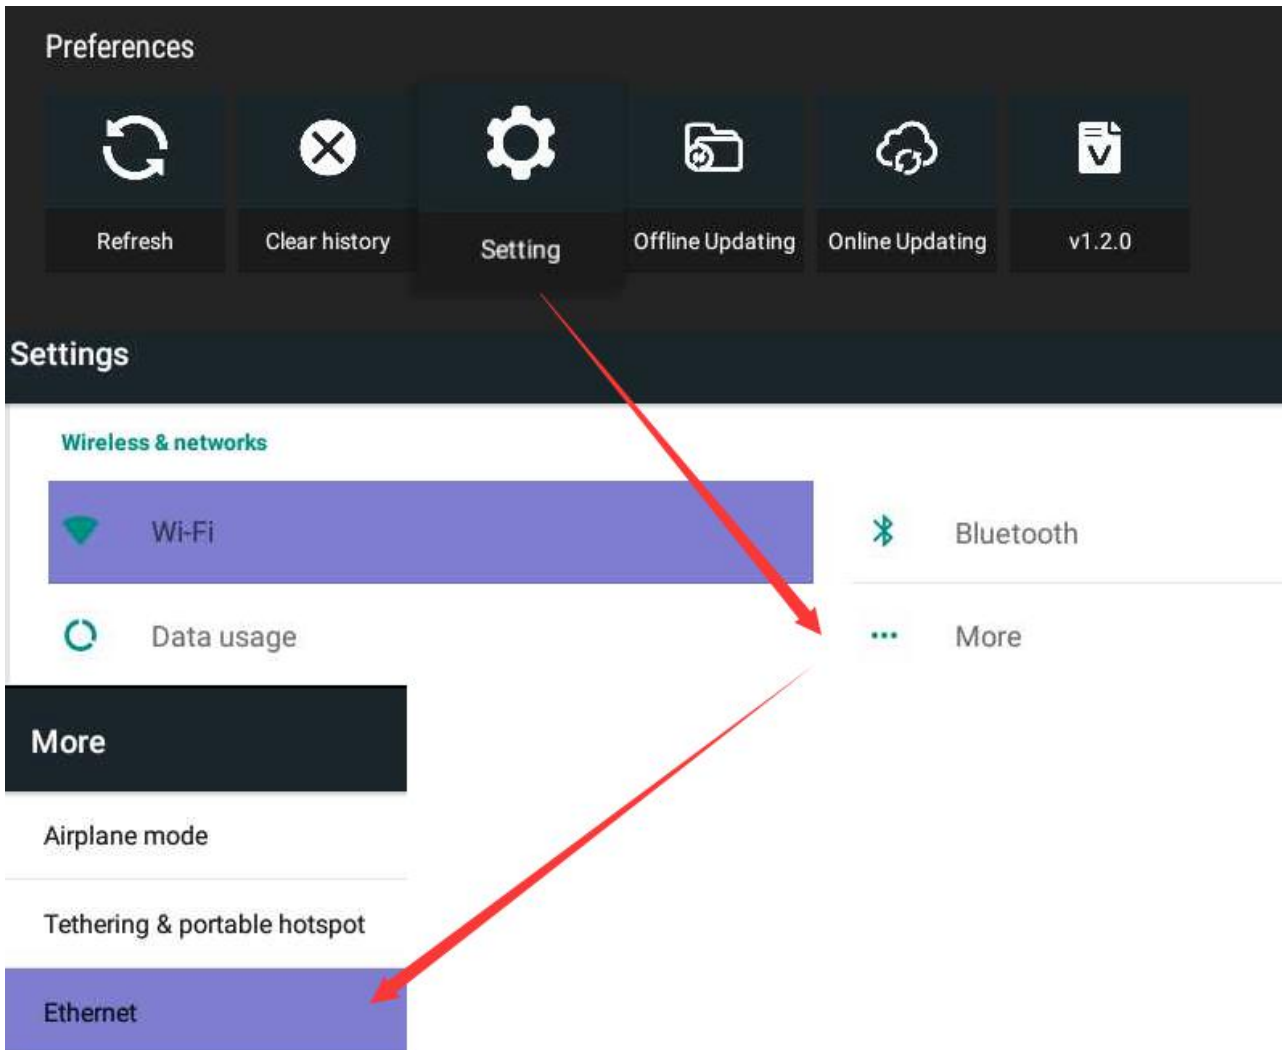 Preferences
Refresh
Clear history
Setting
Offline Updating
Online Updating
v1.2.0
Settings
Wireless & networks
Wi-Fi
Bluetooth
Data usage
More
More
Airplane mode
Tethering & portable hotspot
Ethernet